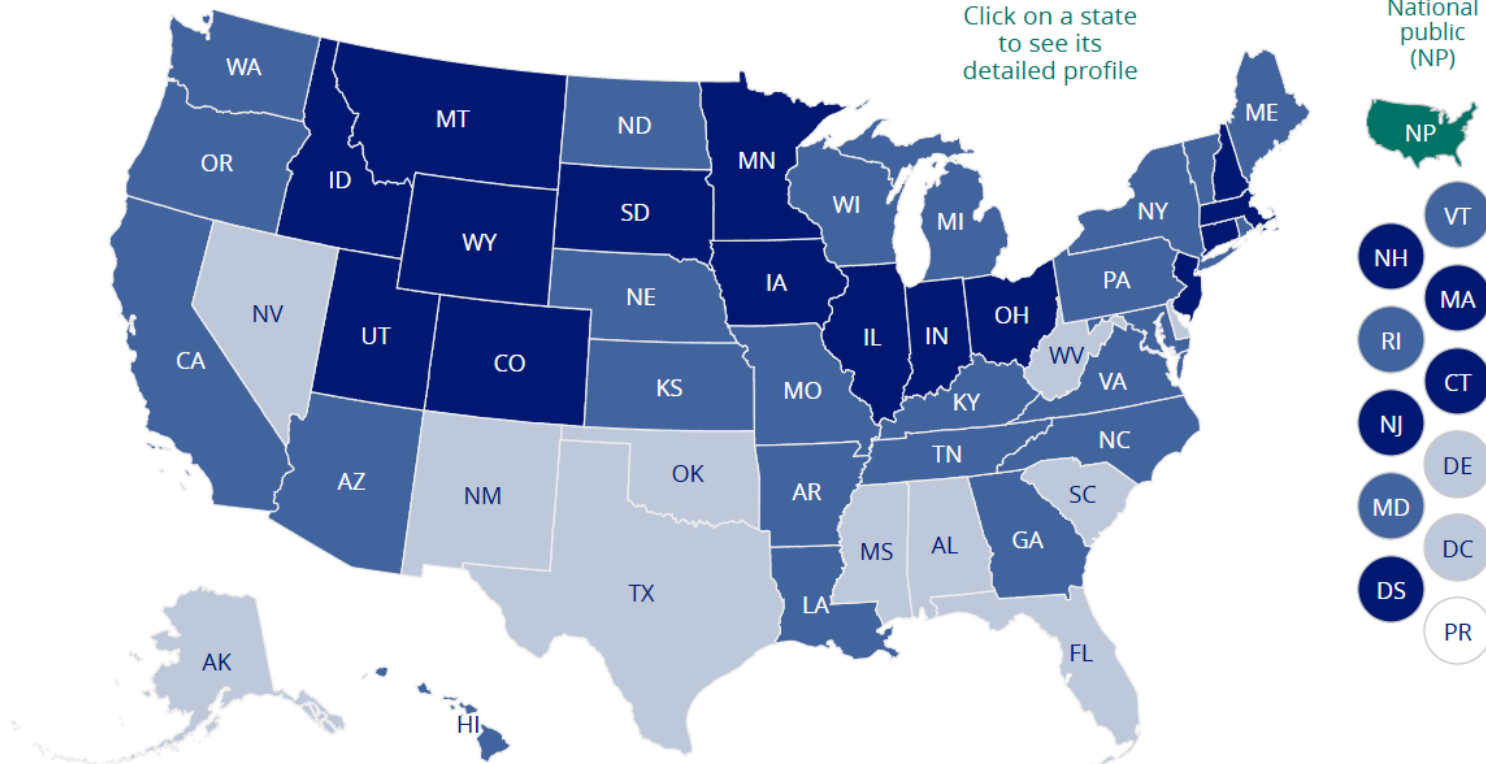 Click on a state
to see its
detailed profile
National
public
(NP)
NP
WA
MT
ND
MN
ME
OR
ID
SD
WI
MI
NY
WY
VT
NH
IA
NE
PA
MA
NV
UT
CO
IL
IN
OH
RI
WV
CA
KS
MO
VA
CT
KY
NJ
NC
TN
AZ
NM
OK
AR
SC
DE
MD
MS
AL
GA
DC
TX
LA
DS
AK
FL
PR
HI